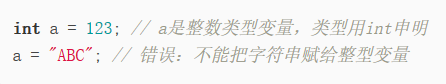 int a = 123; // a是整数类型变量，类型用int申明
a = "ABC"; // 错误：不能把字符串赋给整型变量